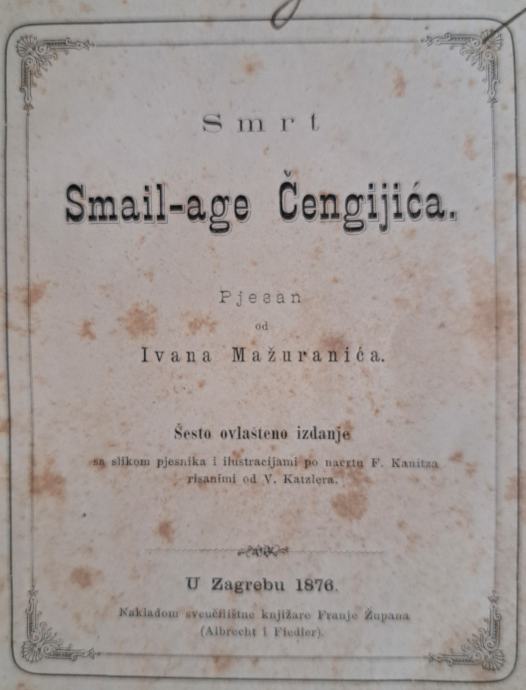 Smrt
Smail-age Čengijića.
Pjesan
od
Ivana Mažuranića.
Šesto ovlašteno izdanje
sa slikom pjesnika i ilustracijami po nacrtu F. Kanitza
risanimi od V. Katzlera.
U Zagrebu 1876.
Nakladom sveučilištne knjižare Franje Župana
(Albrecht i Fiedler).